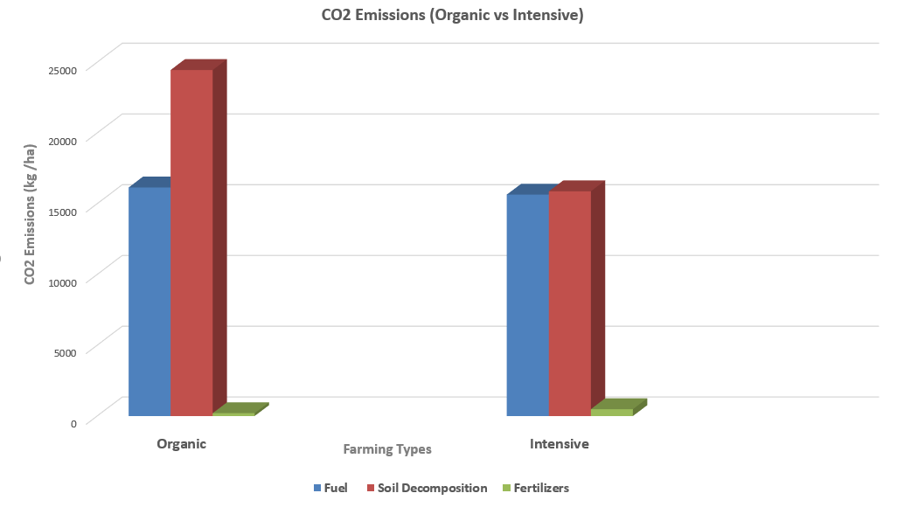 CO2 Emissions (Organic vs Intensive)
CO2 Emissions (kg /ha)
25000
20000
15000
10000
5000
0
Organic
Intensive
Farming Types
Fuel
Soil Decomposition
Fertilizers